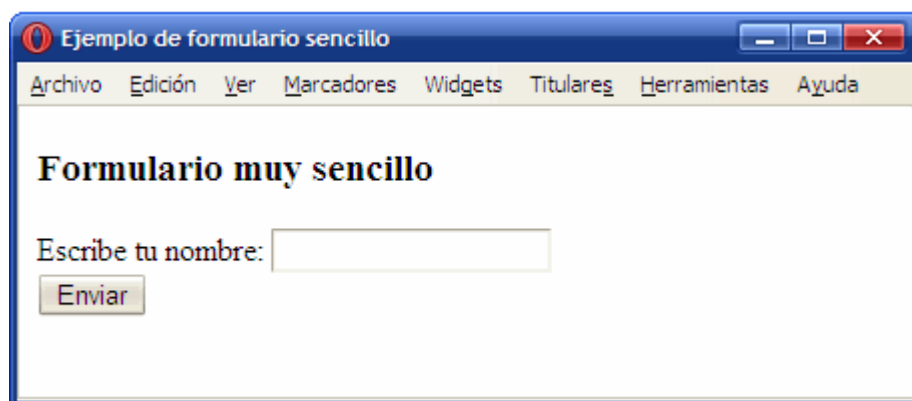 Ejemplo de formulario sencillo
Archivo Edición Ver Marcadores Widgets Titulares Herramientas Ayuda
Formulario muy sencillo
Escribe tu nombre:
Enviar